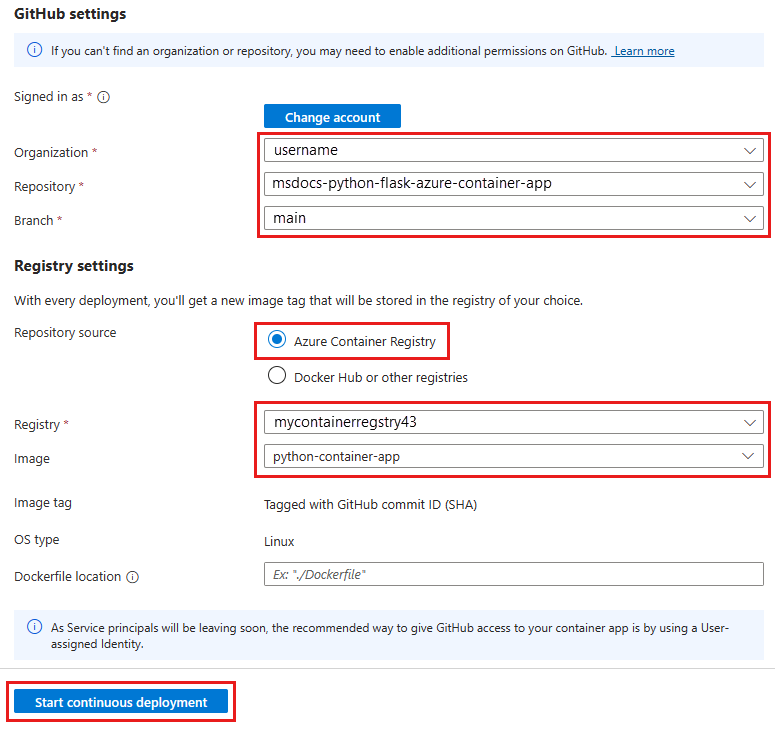 GitHub settings
If you can't find an organization or repository, you may need to enable additional permissions on GitHub. Learn more
Signed in as *
Change account
Organization * username
Repository * msdocs-python-flask-azure-container-app
Branch * main
Registry settings
With every deployment, you'll get a new image tag that will be stored in the registry of your choice.
Repository source
Azure Container Registry
Docker Hub or other registries
Registry * mycontainerregstry43
Image python-container-app
Image tag Tagged with GitHub commit ID (SHA)
OS type Linux
Dockerfile location Ex: "./Dockerfile"
As Service principals will be leaving soon, the recommended way to give GitHub access to your container app is by using a User-
assigned Identity.
Start continuous deployment